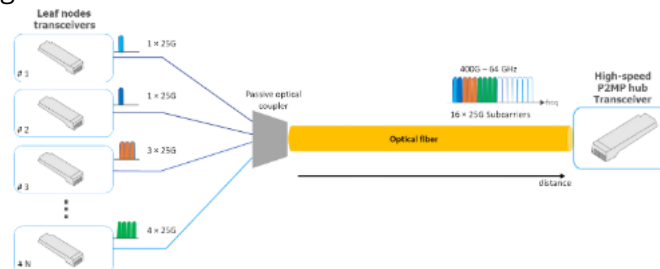 Leaf nodes
transceivers
1 × 25G
# 1
1 × 25G
# 2
3 × 25G
# 3
4 × 25G
# N
Passive optical
coupler
400G – 64 GHz
freq
16 × 25G Subcarriers
Optical fiber
distance
High-speed
P2MP hub
Transceiver